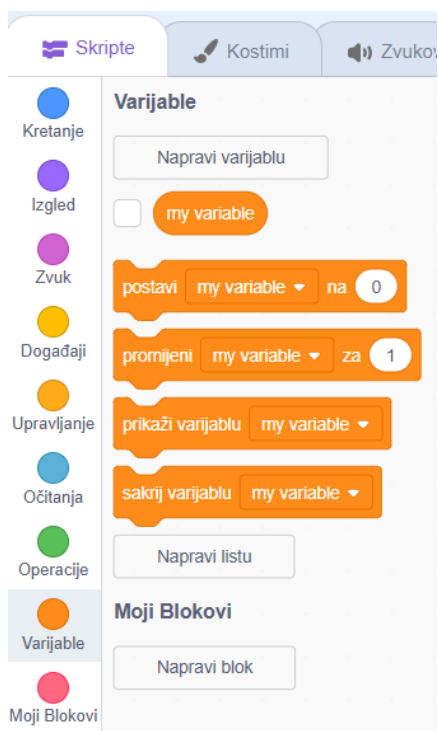 Skripte
Kostimi
Zvukov
Kretanje
Izgled
Zvuk
Događaji
Upravljanje
Očitanja
Operacije
Varijable
Moji Blokovi
Varijable
Napravi varijablu
my variable
postavi my variable na 0
promijeni my variable za 1
prikaži varijablu my variable
sakrij varijablu my variable
Napravi listu
Moji Blokovi
Napravi blok